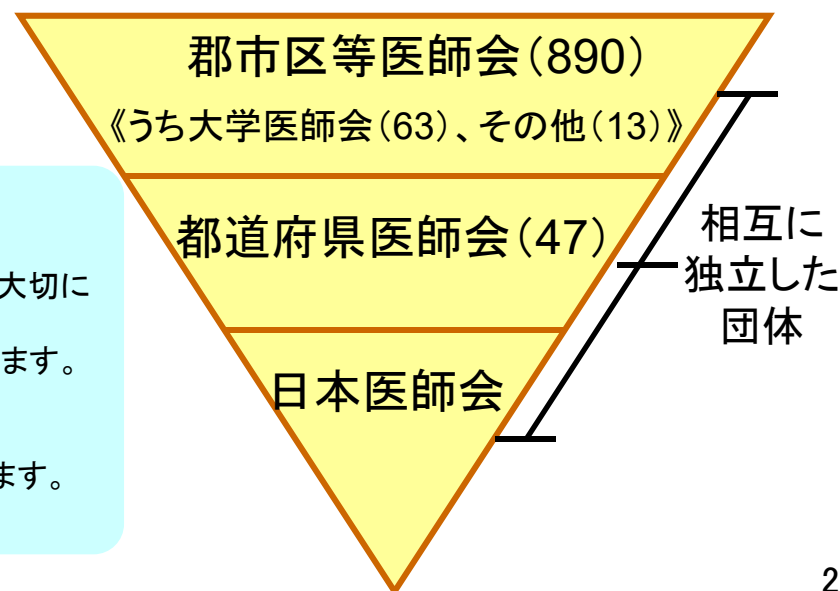 郡市区等医師会（890）
《うち大学医師会（63）、その他（13）》
都道府県医師会（47）
日本医師会
相互に
独立した
団体
大切に
ます。
ます。
2